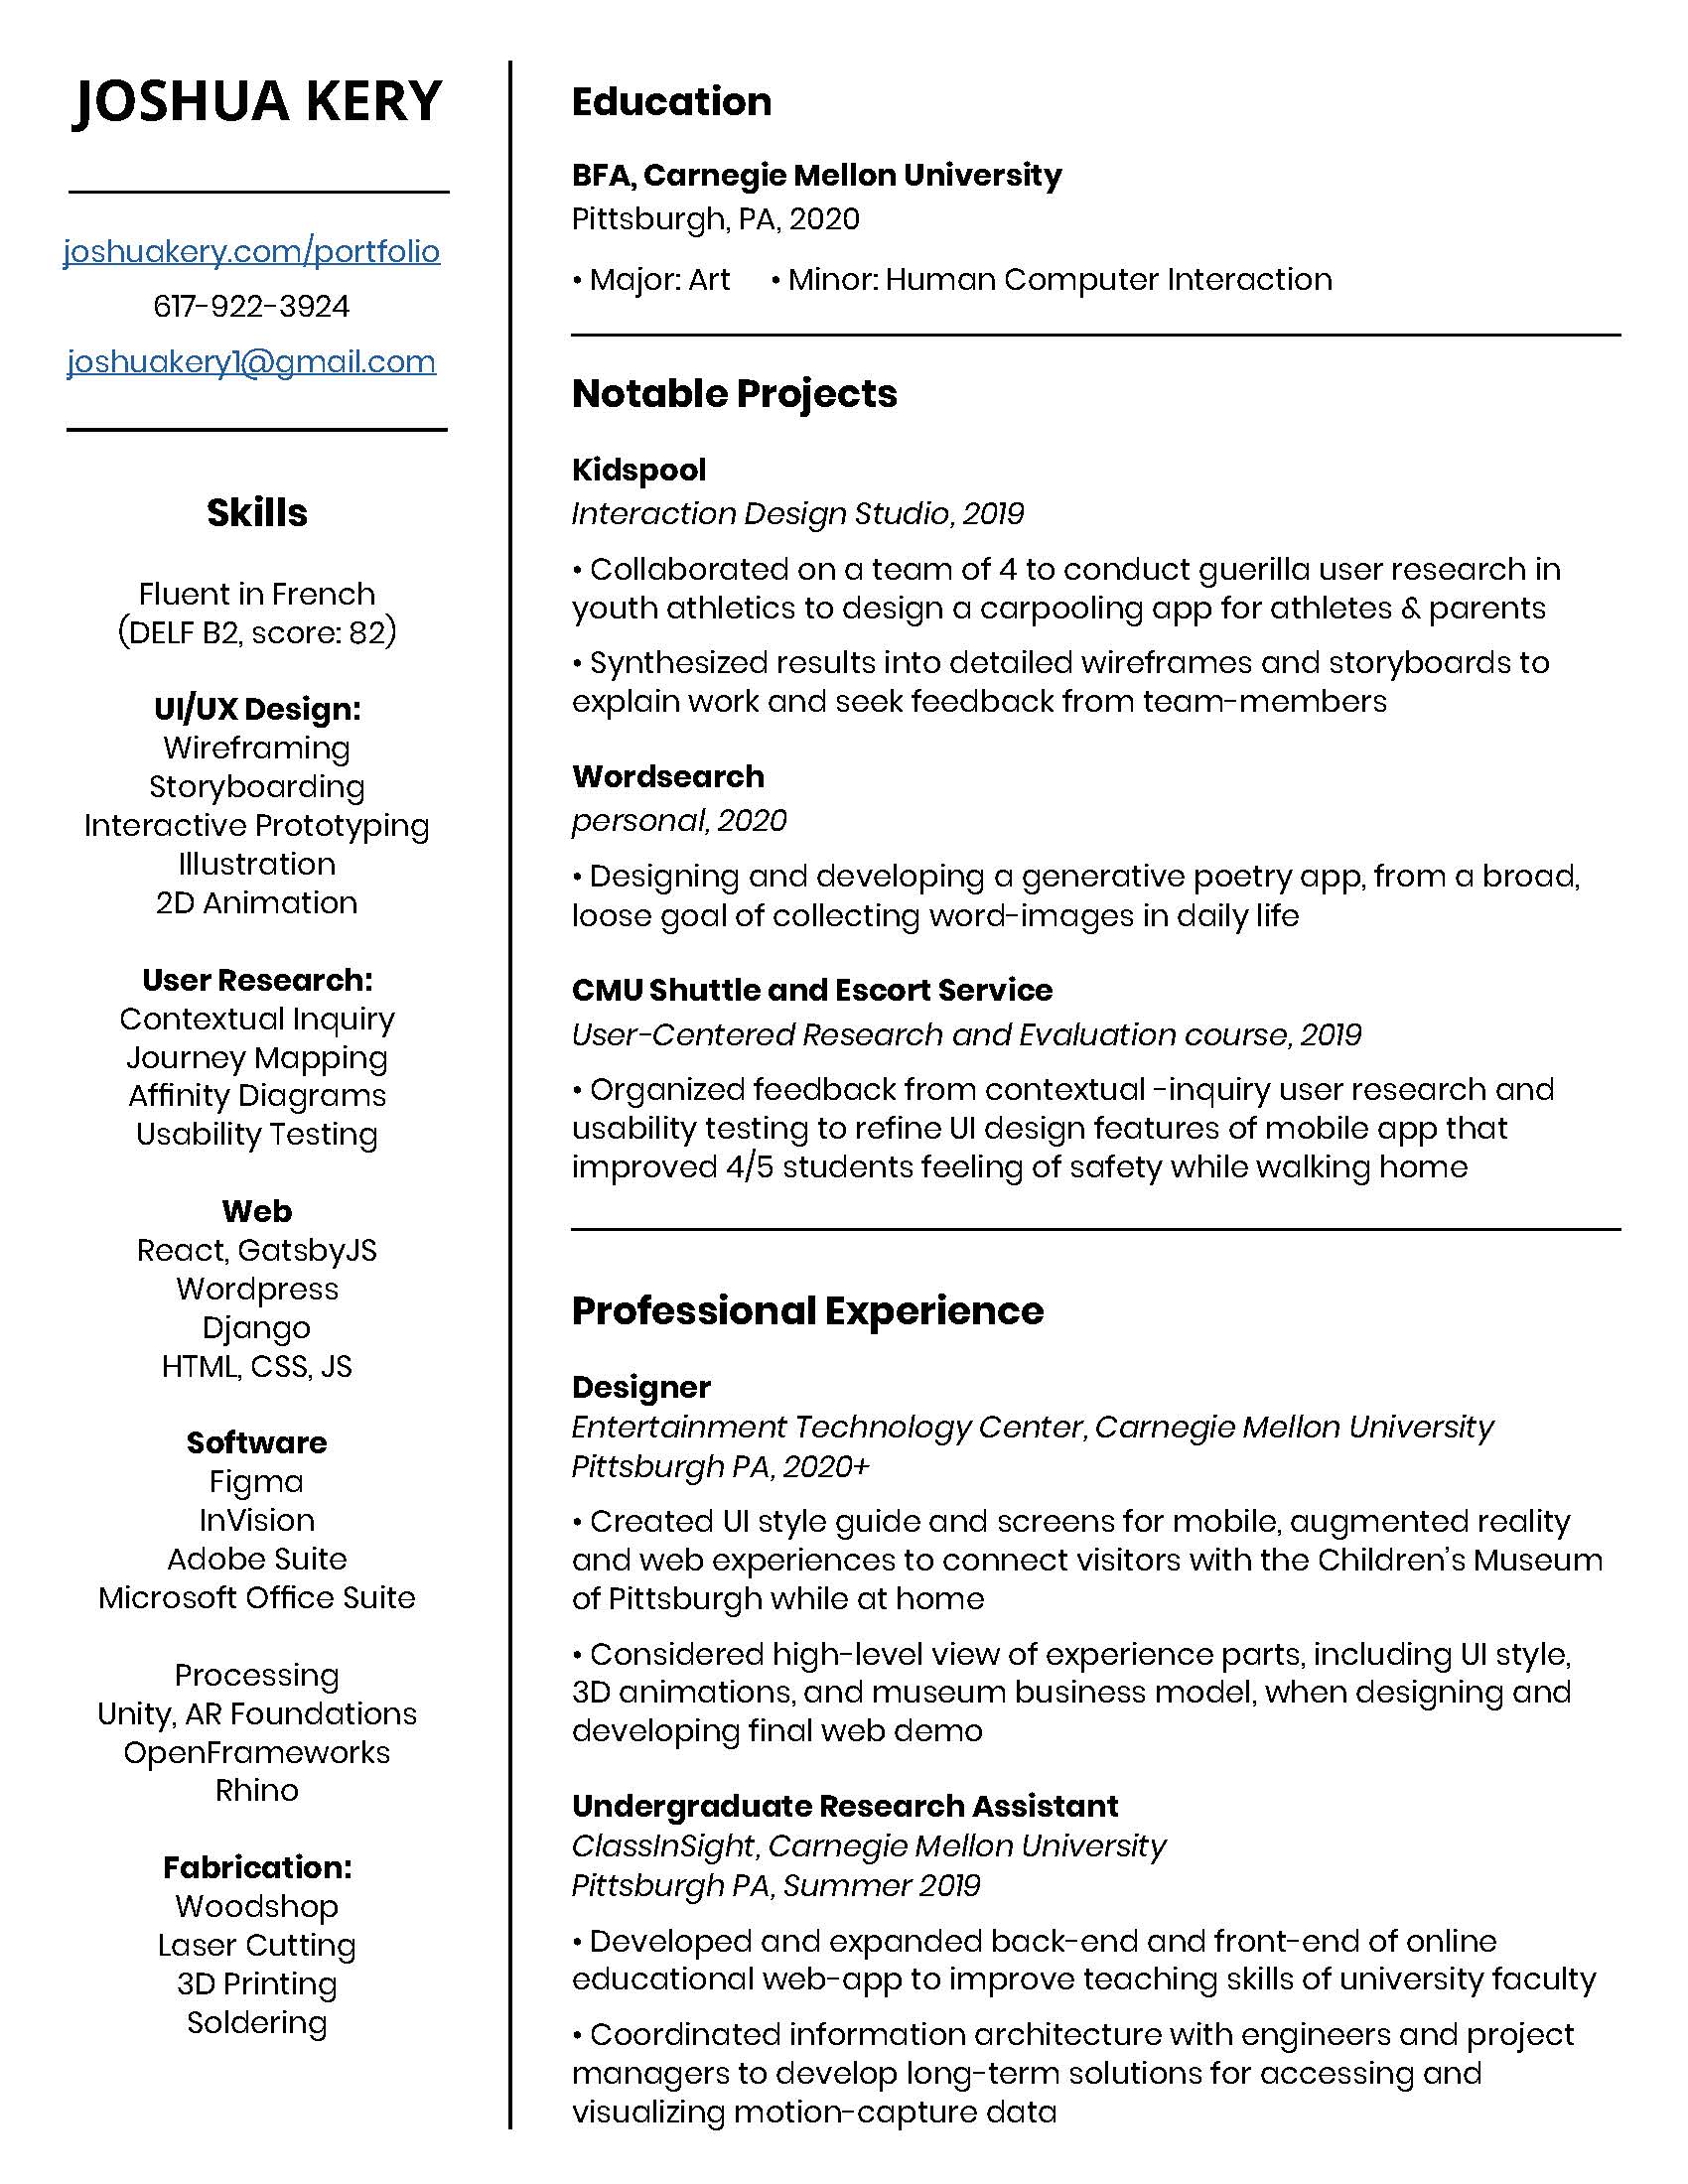 JOSHUA KERY
joshuakery.com/portfolio
617-922-3924
joshuakery1@gmail.com
Skills
Fluent in French
(DELF B2, score: 82)
UI/UX Design:
Wireframing
Storyboarding
Interactive Prototyping
Illustration
2D Animation
User Research:
Contextual Inquiry
Journey Mapping
Affinity Diagrams
Usability Testing
Web
React, GatsbyJS
Wordpress
Django
HTML, CSS, JS
Software
Figma
InVision
Adobe Suite
Microsoft Office Suite
Processing
Unity, AR Foundations
OpenFrameworks
Rhino
Fabrication:
Woodshop
Laser Cutting
3D Printing
Soldering
Education
BFA, Carnegie Mellon University
Pittsburgh, PA, 2020
• Major: Art • Minor: Human Computer Interaction
Notable Projects
Kidspool
Interaction Design Studio, 2019
• Collaborated on a team of 4 to conduct guerilla user research in
youth athletics to design a carpooling app for athletes & parents
• Synthesized results into detailed wireframes and storyboards to
explain work and seek feedback from team-members
Wordsearch
personal, 2020
• Designing and developing a generative poetry app, from a broad,
loose goal of collecting word-images in daily life
CMU Shuttle and Escort Service
User-Centered Research and Evaluation course, 2019
• Organized feedback from contextual -inquiry user research and
usability testing to refine UI design features of mobile app that
improved 4/5 students feeling of safety while walking home
Professional Experience
Designer
Entertainment Technology Center, Carnegie Mellon University
Pittsburgh PA, 2020+
• Created UI style guide and screens for mobile, augmented reality
and web experiences to connect visitors with the Children's Museum
of Pittsburgh while at home
• Considered high-level view of experience parts, including UI style,
3D animations, and museum business model, when designing and
developing final web demo
Undergraduate Research Assistant
ClassInSight, Carnegie Mellon University
Pittsburgh PA, Summer 2019
• Developed and expanded back-end and front-end of online
educational web-app to improve teaching skills of university faculty
• Coordinated information architecture with engineers and project
managers to develop long-term solutions for accessing and
visualizing motion-capture data